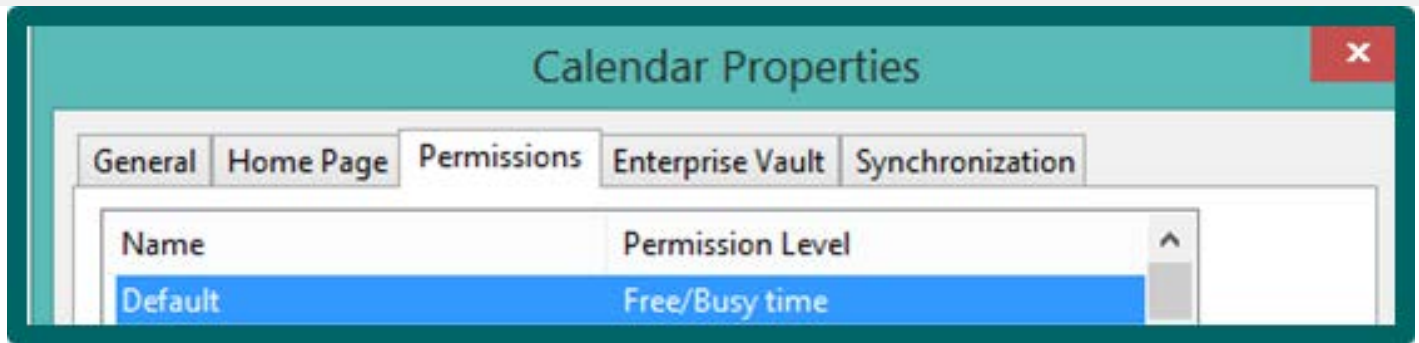 Calendar Properties
General Home Page Permissions Enterprise Vault Synchronization
Name Permission Level
Default Free/Busy time